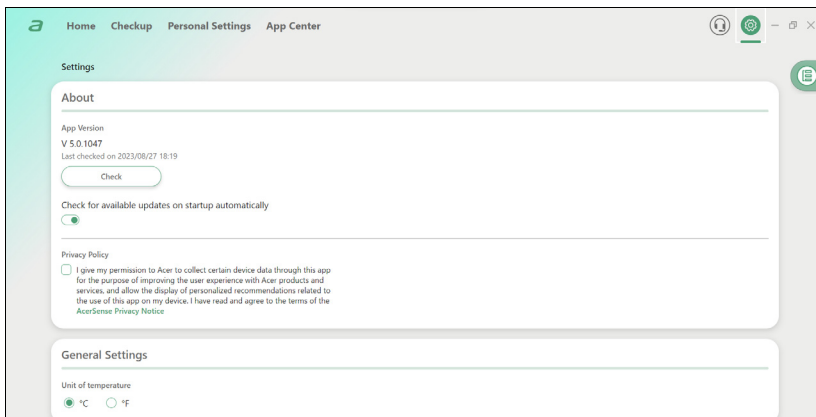 Home Checkup Personal Settings App Center
Settings
About
App Version
V 5.0.1047
Last checked on 2023/08/27 18:19
Check
Check for available updates on startup automatically
Privacy Policy
I give my permission to Acer to collect certain device data through this app
for the purpose of improving the user experience with Acer products and
services, and allow the display of personalized recommendations related to
the use of this app on my device. I have read and agree to the terms of the
AcerSense Privacy Notice
General Settings
Unit of temperature
°C °F